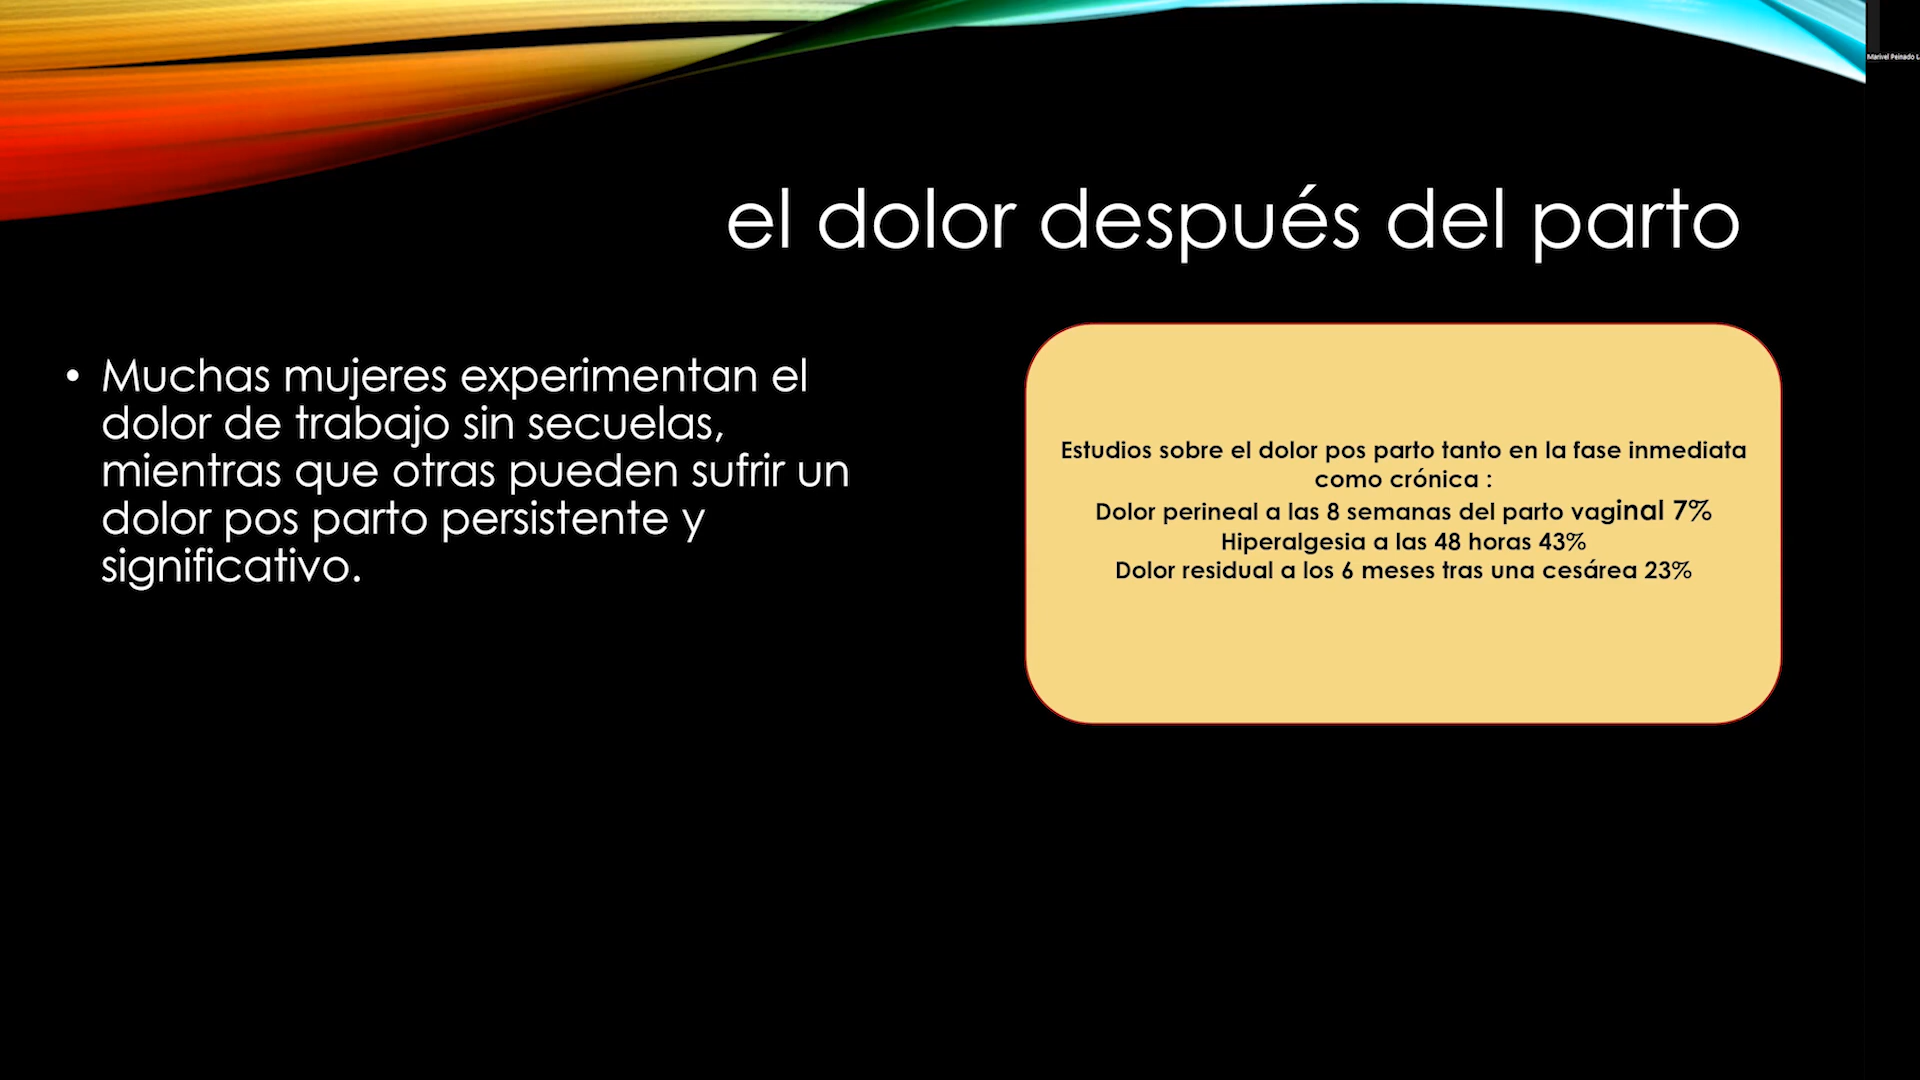 Marivel Peinado L
el dolor después del parto
• Muchas mujeres experimentan el
dolor de trabajo sin secuelas,
mientras que otras pueden sufrir un
dolor pos parto persistente y
significativo.
Estudios sobre el dolor pos parto tanto en la fase inmediata
como crónica :
Dolor perineal a las 8 semanas del parto vaginal 7%
Hiperalgesia a las 48 horas 43%
Dolor residual a los 6 meses tras una cesárea 23%